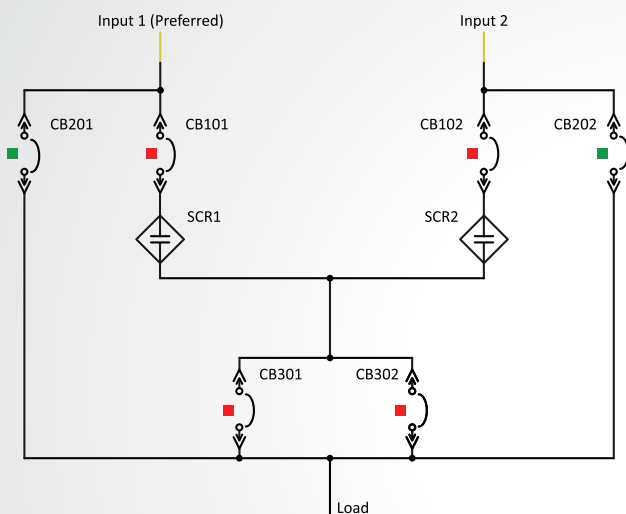 Input 1 (Preferred)
Input 2
CB201
CB101
CB102
CB202
SCR1
SCR2
CB301
CB302
Load